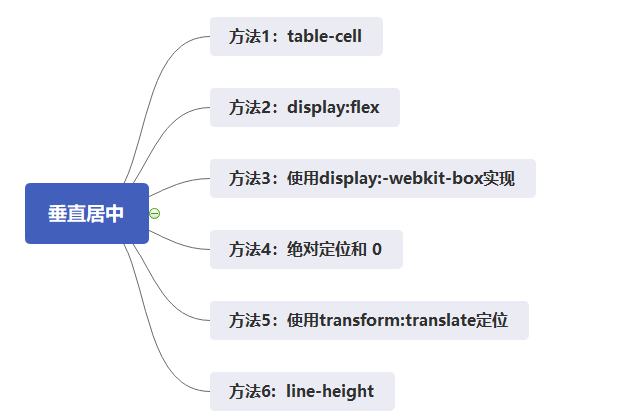 方法1：table-cell
方法2：display:flex
方法3：使用display:-webkit-box实现
垂直居中
方法4：绝对定位和 0
方法5：使用transform:translate定位
方法6：line-height